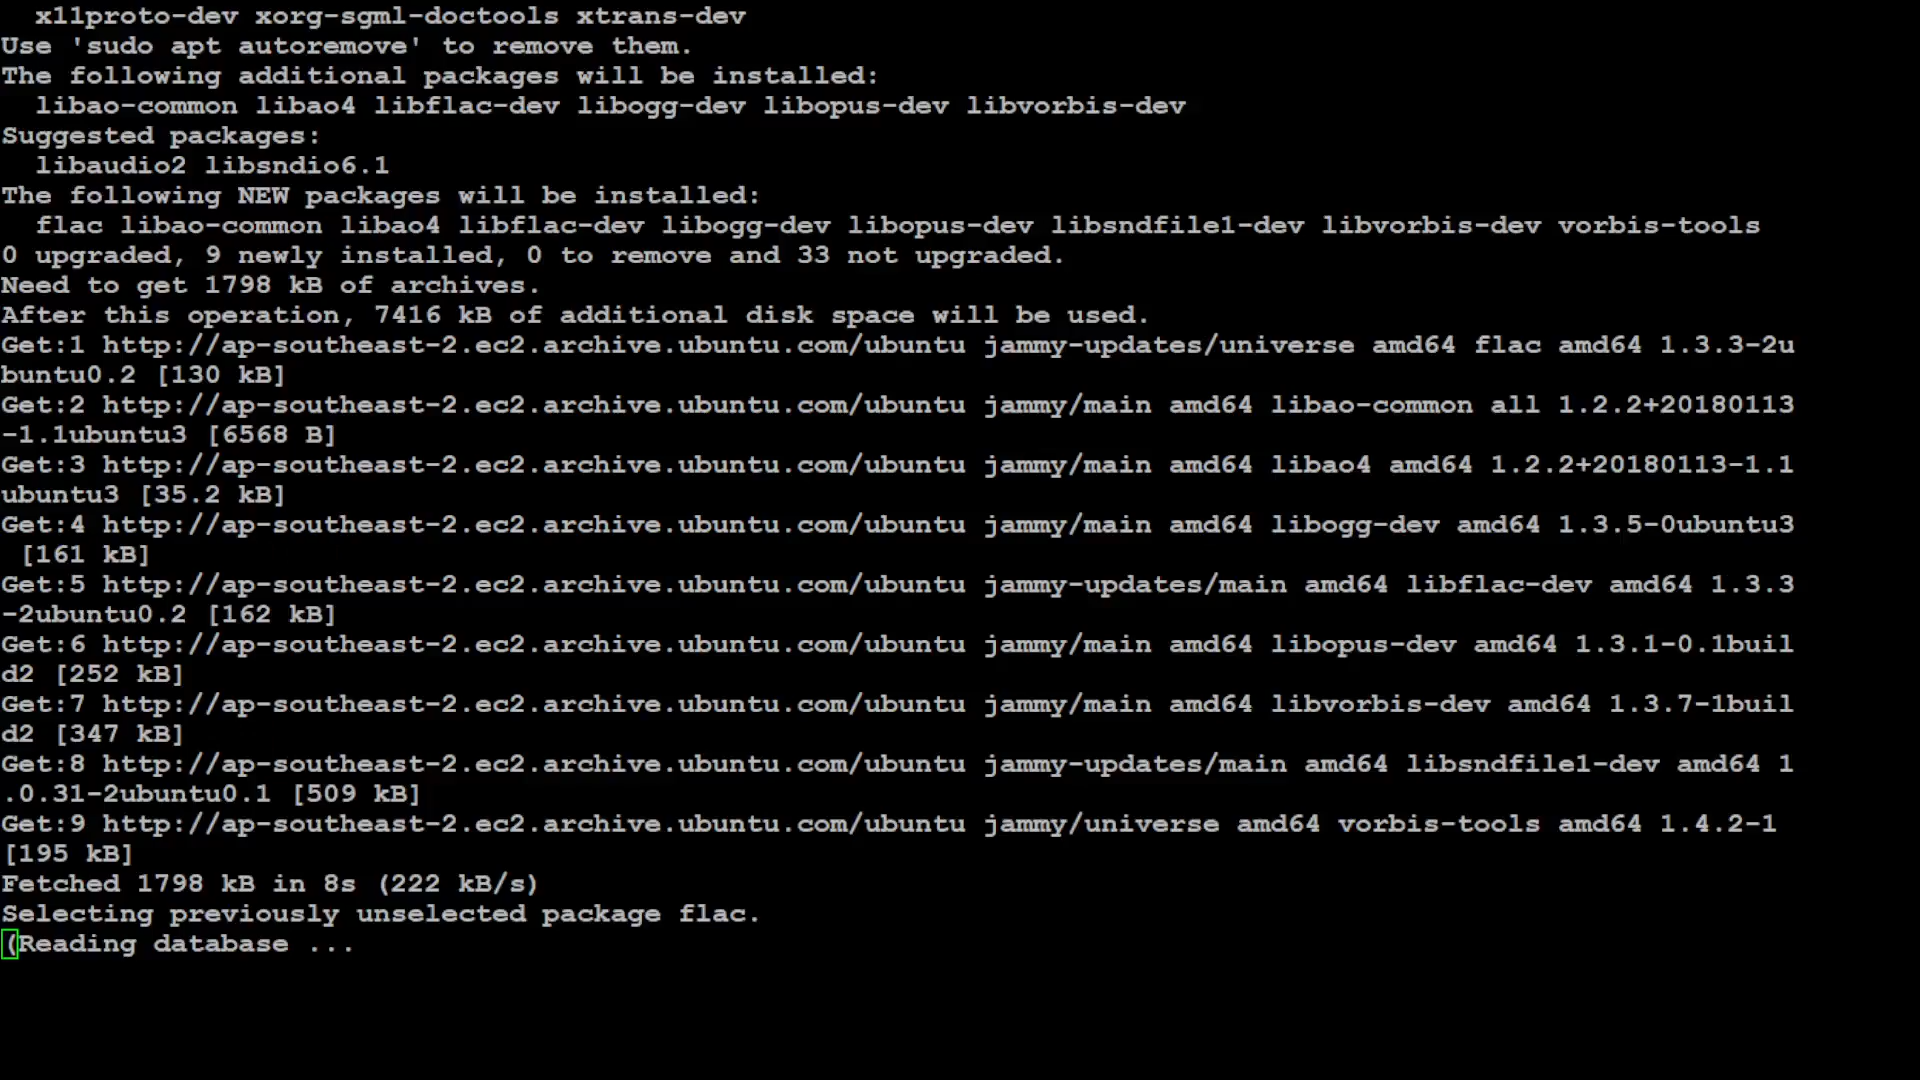 x11proto-dev xorg-sgml-doctools xtrans-dev
Use 'sudo apt autoremove' to remove them.
The following additional packages will be installed:
  libao-common libao4 libflac-dev libogg-dev libopus-dev libvorbis-dev
Suggested packages:
  libaudio2 libsndio6.1
The following NEW packages will be installed:
  flac libao-common libao4 libflac-dev libogg-dev libopus-dev libsndfile1-dev libvorbis-dev vorbis-tools
0 upgraded, 9 newly installed, 0 to remove and 33 not upgraded.
Need to get 1798 kB of archives.
After this operation, 7416 kB of additional disk space will be used.
Get:1 http://ap-southeast-2.ec2.archive.ubuntu.com/ubuntu jammy-updates/universe amd64 flac amd64 1.3.3-2u
buntu0.2 [130 kB]
Get:2 http://ap-southeast-2.ec2.archive.ubuntu.com/ubuntu jammy/main amd64 libao-common all 1.2.2+20180113
-1.1ubuntu3 [6568 B]
Get:3 http://ap-southeast-2.ec2.archive.ubuntu.com/ubuntu jammy/main amd64 libao4 amd64 1.2.2+20180113-1.1
ubuntu3 [35.2 kB]
Get:4 http://ap-southeast-2.ec2.archive.ubuntu.com/ubuntu jammy/main amd64 libogg-dev amd64 1.3.5-0ubuntu3
 [161 kB]
Get:5 http://ap-southeast-2.ec2.archive.ubuntu.com/ubuntu jammy-updates/main amd64 libflac-dev amd64 1.3.3
-2ubuntu0.2 [162 kB]
Get:6 http://ap-southeast-2.ec2.archive.ubuntu.com/ubuntu jammy/main amd64 libopus-dev amd64 1.3.1-0.1buil
d2 [252 kB]
Get:7 http://ap-southeast-2.ec2.archive.ubuntu.com/ubuntu jammy/main amd64 libvorbis-dev amd64 1.3.7-1buil
d2 [347 kB]
Get:8 http://ap-southeast-2.ec2.archive.ubuntu.com/ubuntu jammy-updates/main amd64 libsndfile1-dev amd64 1
.0.31-2ubuntu0.1 [509 kB]
Get:9 http://ap-southeast-2.ec2.archive.ubuntu.com/ubuntu jammy/universe amd64 vorbis-tools amd64 1.4.2-1
[195 kB]
Fetched 1798 kB in 8s (222 kB/s)
Selecting previously unselected package flac.
(Reading database ...